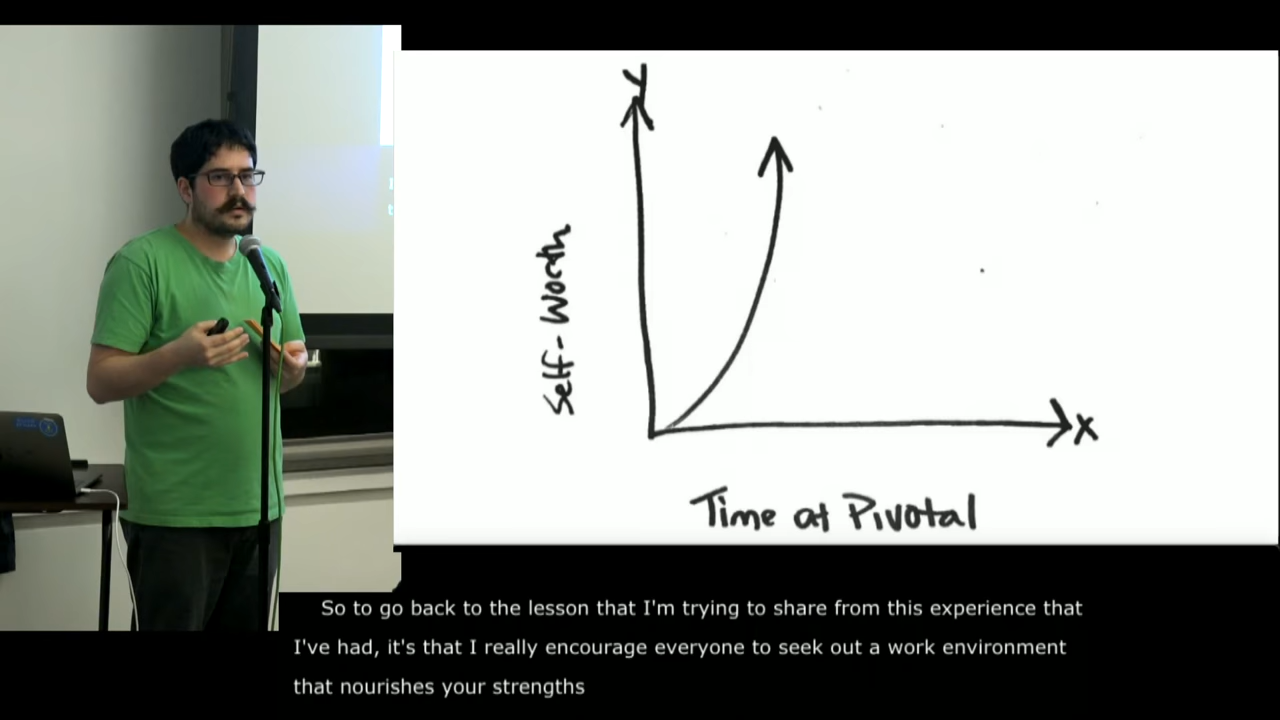 Y
Self-Worth
X
Time at Pivotal
So to go back to the lesson that I'm trying to share from this experience that
I've had, it's that I really encourage everyone to seek out a work environment
that nourishes your strengths